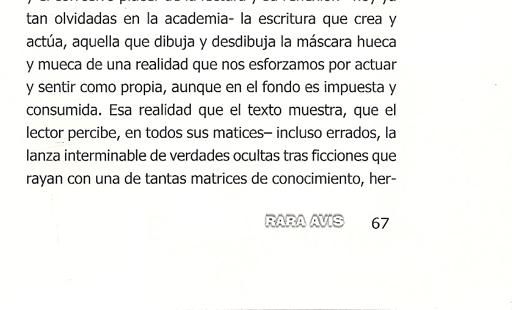 tan olvidadas en la academia- la escritura que crea y
actúa, aquella que dibuja y desdibuja la máscara hueca
y mueca de una realidad que nos esforzamos por actuar
y sentir como propia, aunque en el fondo es impuesta y
consumida. Esa realidad que el texto muestra, que el
lector percibe, en todos sus matices– incluso errados, la
lanza interminable de verdades ocultas tras ficciones que
rayan con una de tantas matrices de conocimiento, her-
RARA AVIS 67